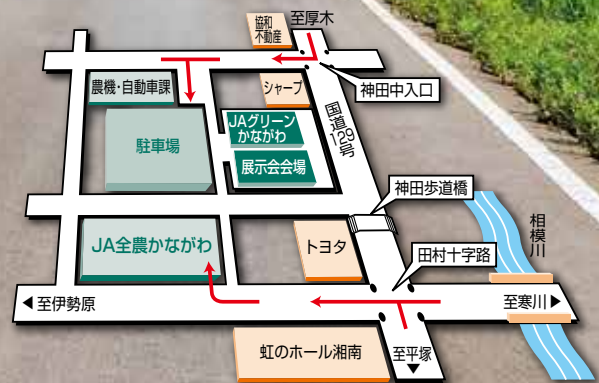 協和
不動産
至厚木
農機・自動車課
シャープ
神田中入口
国道129号
JAグリーン
かながわ
駐車場
展示会会場
神田歩道橋
JA全農かながわ
トヨタ
田村十字路
相模川
◀至伊勢原
至寒川▶
虹のホール湘南
至平塚
▼